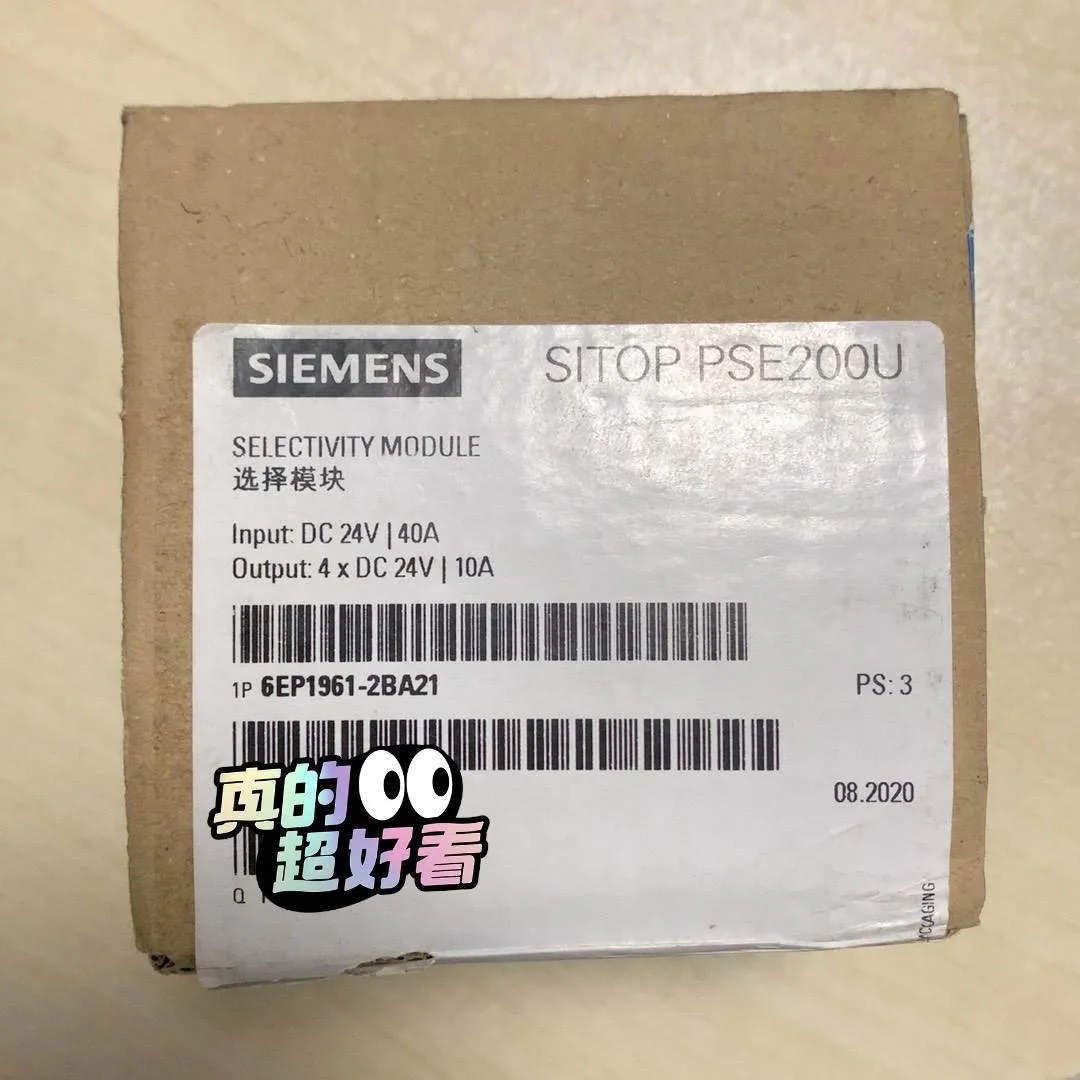 SIEMENS
SITOP PSE200U
SELECTIVITY MODULE
选择模块
Input: DC 24V | 40A
Output: 4 x DC 24V | 10A
1P 6EP1961-2BA21
PS: 3
08.2020
真的
超好看
Q